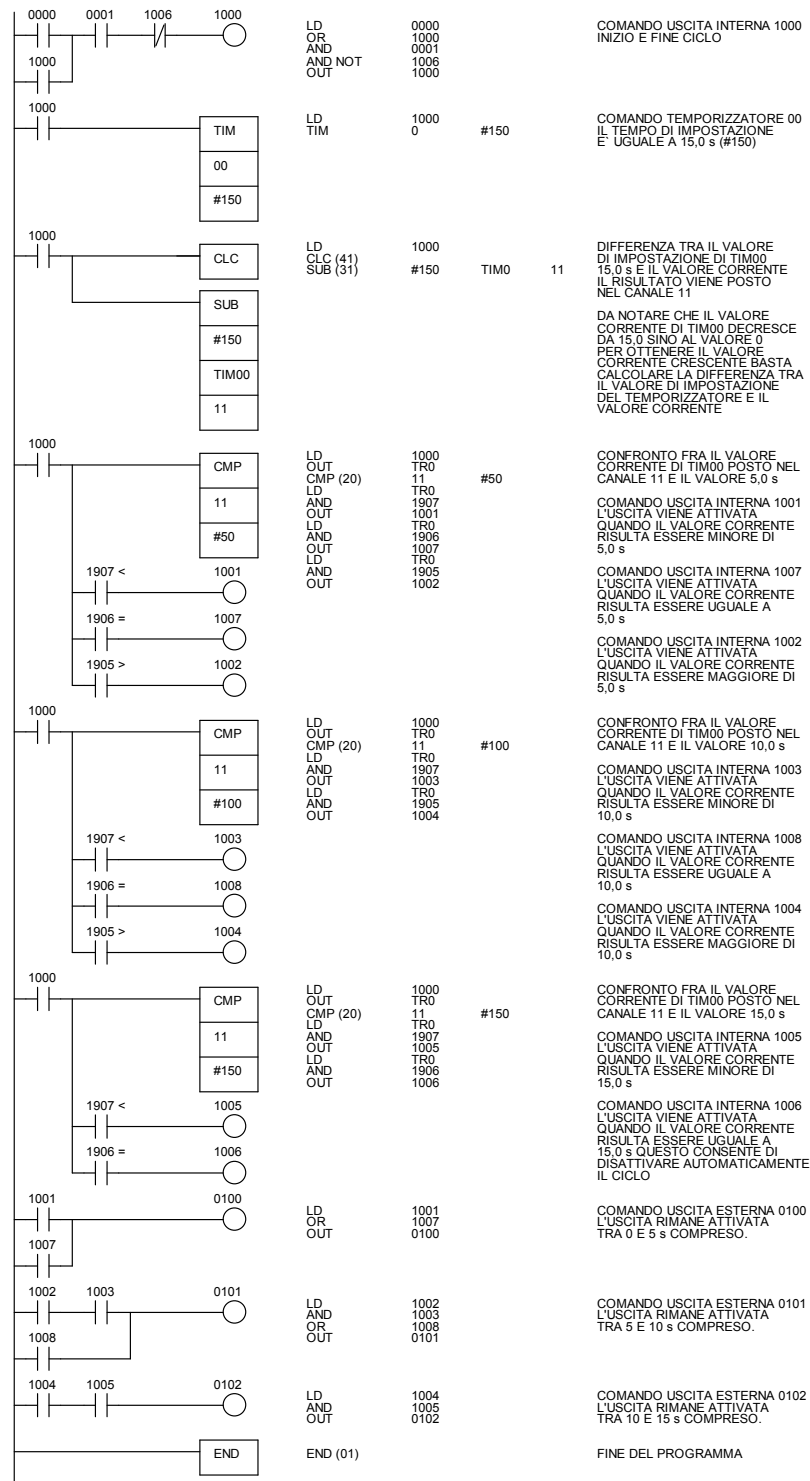 0000 0001 1006 1000
1000
LD 0000
OR 1000
AND 0001
AND NOT 1006
OUT 1000
COMANDO USCITA INTERNA 1000
INIZIO E FINE CICLO
1000
TIM
00
#150
LD 1000
TIM 0 #150
COMANDO TEMPORIZZATORE 00
IL TEMPO DI IMPOSTAZIONE
E` UGUALE A 15,0 s (#150)
1000
CLC
SUB
#150
TIM00
11
LD 1000
CLC (41)
SUB (31) #150 TIM0 11
DIFFERENZA TRA IL VALORE
DI IMPOSTAZIONE DI TIM00
15,0 s E IL VALORE CORRENTE
IL RISULTATO VIENE POSTO
NEL CANALE 11
DA NOTARE CHE IL VALORE
CORRENTE DI TIM00 DECRESCE
DA 15,0 SINO AL VALORE 0
PER OTTENERE IL VALORE
CORRENTE CRESCENTE BASTA
CALCOLARE LA DIFFERENZA TRA
IL VALORE DI IMPOSTAZIONE
DEL TEMPORIZZATORE E IL
VALORE CORRENTE
1000
CMP
11
#50
1907 < 1001
1906 = 1007
1905 > 1002
LD 1000
OUT TR0
CMP (20) 11 #50
LD TR0
AND 1907
OUT 1001
LD TR0
AND 1906
OUT 1007
LD TR0
AND 1905
OUT 1002
CONFRONTO FRA IL VALORE
CORRENTE DI TIM00 POSTO NEL
CANALE 11 E IL VALORE 5,0 s
COMANDO USCITA INTERNA 1001
L'USCITA VIENE ATTIVATA
QUANDO IL VALORE CORRENTE
RISULTA ESSERE MINORE DI
5,0 s
COMANDO USCITA INTERNA 1007
L'USCITA VIENE ATTIVATA
QUANDO IL VALORE CORRENTE
RISULTA ESSERE UGUALE A
5,0 s
COMANDO USCITA INTERNA 1002
L'USCITA VIENE ATTIVATA
QUANDO IL VALORE CORRENTE
RISULTA ESSERE MAGGIORE DI
5,0 s
1000
CMP
11
#100
1907 < 1003
1906 = 1008
1905 > 1004
LD 1000
OUT TR0
CMP (20) 11 #100
LD TR0
AND 1907
OUT 1003
LD TR0
AND 1905
OUT 1004
CONFRONTO FRA IL VALORE
CORRENTE DI TIM00 POSTO NEL
CANALE 11 E IL VALORE 10,0 s
COMANDO USCITA INTERNA 1003
L'USCITA VIENE ATTIVATA
QUANDO IL VALORE CORRENTE
RISULTA ESSERE MINORE DI
10,0 s
COMANDO USCITA INTERNA 1008
L'USCITA VIENE ATTIVATA
QUANDO IL VALORE CORRENTE
RISULTA ESSERE UGUALE A
10,0 s
COMANDO USCITA INTERNA 1004
L'USCITA VIENE ATTIVATA
QUANDO IL VALORE CORRENTE
RISULTA ESSERE MAGGIORE DI
10,0 s
1000
CMP
11
#150
1907 < 1005
1906 = 1006
LD 1000
OUT TR0
CMP (20) 11 #150
LD TR0
AND 1907
OUT 1005
LD TR0
AND 1906
OUT 1006
CONFRONTO FRA IL VALORE
CORRENTE DI TIM00 POSTO NEL
CANALE 11 E IL VALORE 15,0 s
COMANDO USCITA INTERNA 1005
L'USCITA VIENE ATTIVATA
QUANDO IL VALORE CORRENTE
RISULTA ESSERE MINORE DI
15,0 s
COMANDO USCITA INTERNA 1006
L'USCITA VIENE ATTIVATA
QUANDO IL VALORE CORRENTE
RISULTA ESSERE UGUALE A
15,0 s QUESTO CONSENTE DI
DISATTIVARE AUTOMATICAMENTE
IL CICLO
1001 0100
1007
LD 1001
OR 1007
OUT 0100
COMANDO USCITA ESTERNA 0100
L'USCITA RIMANE ATTIVATA
TRA 0 E 5 s COMPRESO.
1002 1003 0101
1008
LD 1002
AND 1003
OR 1008
OUT 0101
COMANDO USCITA ESTERNA 0101
L'USCITA RIMANE ATTIVATA
TRA 5 E 10 s COMPRESO.
1004 1005 0102
LD 1004
AND 1005
OUT 0102
COMANDO USCITA ESTERNA 0102
L'USCITA RIMANE ATTIVATA
TRA 10 E 15 s COMPRESO.
END
END (01)
FINE DEL PROGRAMMA